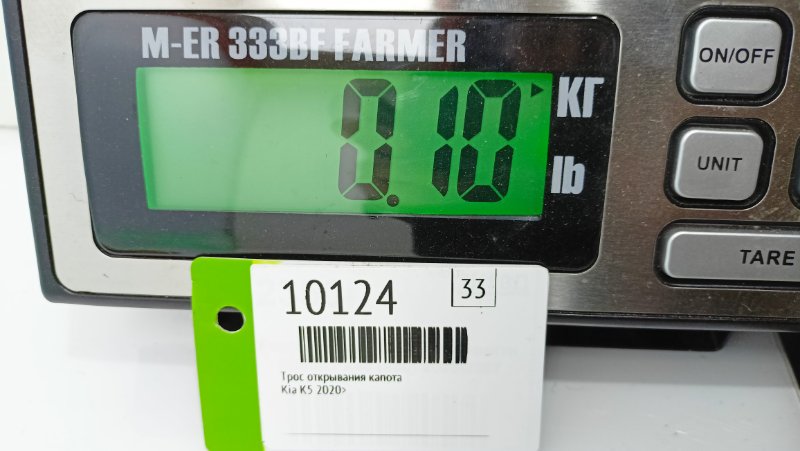 M-ER 333BF FARMER
0.10
КГ
lb
ON/OFF
UNIT
TARE
10124
33
Трос открывания капота
Kia K5 2020>